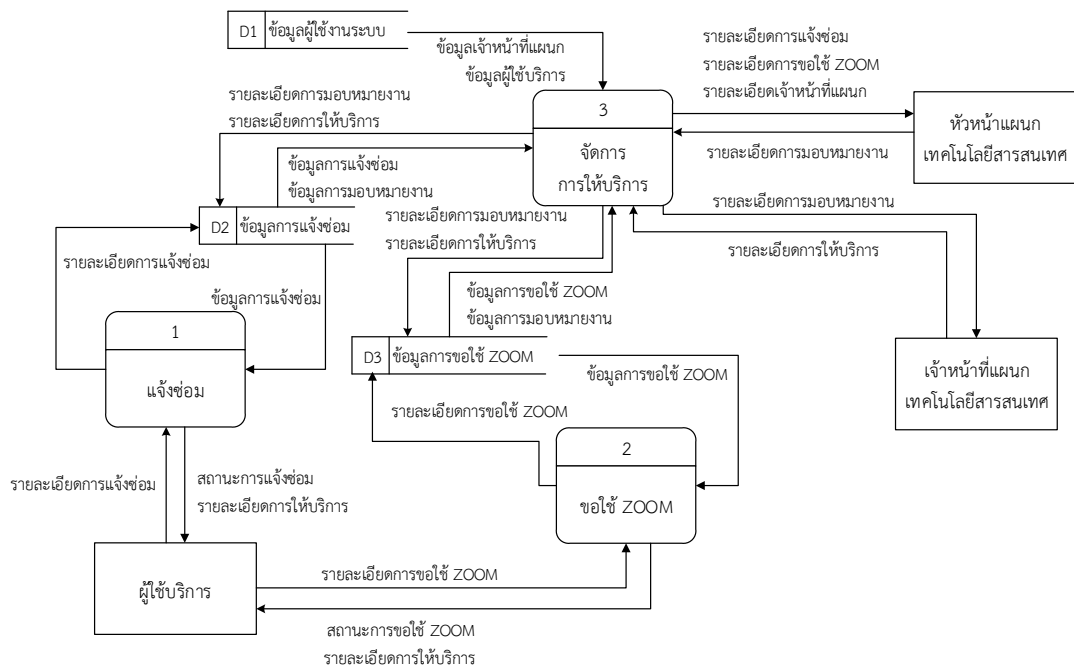 D1 ข้อมูลผู้ใช้งานระบบ
ข้อมูลเจ้าหน้าที่แผนก
ข้อมูลผู้ใช้บริการ
รายละเอียดการแจ้งซ่อม
รายละเอียดการขอใช้ ZOOM
รายละเอียดเจ้าหน้าที่แผนก
รายละเอียดการมอบหมายงาน
รายละเอียดการให้บริการ
3
จัดการ
การให้บริการ
หัวหน้าแผนก
เทคโนโลยีสารสนเทศ
รายละเอียดการมอบหมายงาน
ข้อมูลการแจ้งซ่อม
ข้อมูลการมอบหมายงาน
รายละเอียดการมอบหมายงาน
รายละเอียดการให้บริการ
D2 ข้อมูลการแจ้งซ่อม
รายละเอียดการมอบหมายงาน
รายละเอียดการให้บริการ
รายละเอียดการแจ้งซ่อม
ข้อมูลการแจ้งซ่อม
ข้อมูลการขอใช้ ZOOM
ข้อมูลการมอบหมายงาน
1
แจ้งซ่อม
D3 ข้อมูลการขอใช้ ZOOM
ข้อมูลการขอใช้ ZOOM
เจ้าหน้าที่แผนก
เทคโนโลยีสารสนเทศ
รายละเอียดการขอใช้ ZOOM
2
ขอใช้ ZOOM
รายละเอียดการแจ้งซ่อม
สถานะการแจ้งซ่อม
รายละเอียดการให้บริการ
ผู้ใช้บริการ
รายละเอียดการขอใช้ ZOOM
สถานะการขอใช้ ZOOM
รายละเอียดการให้บริการ